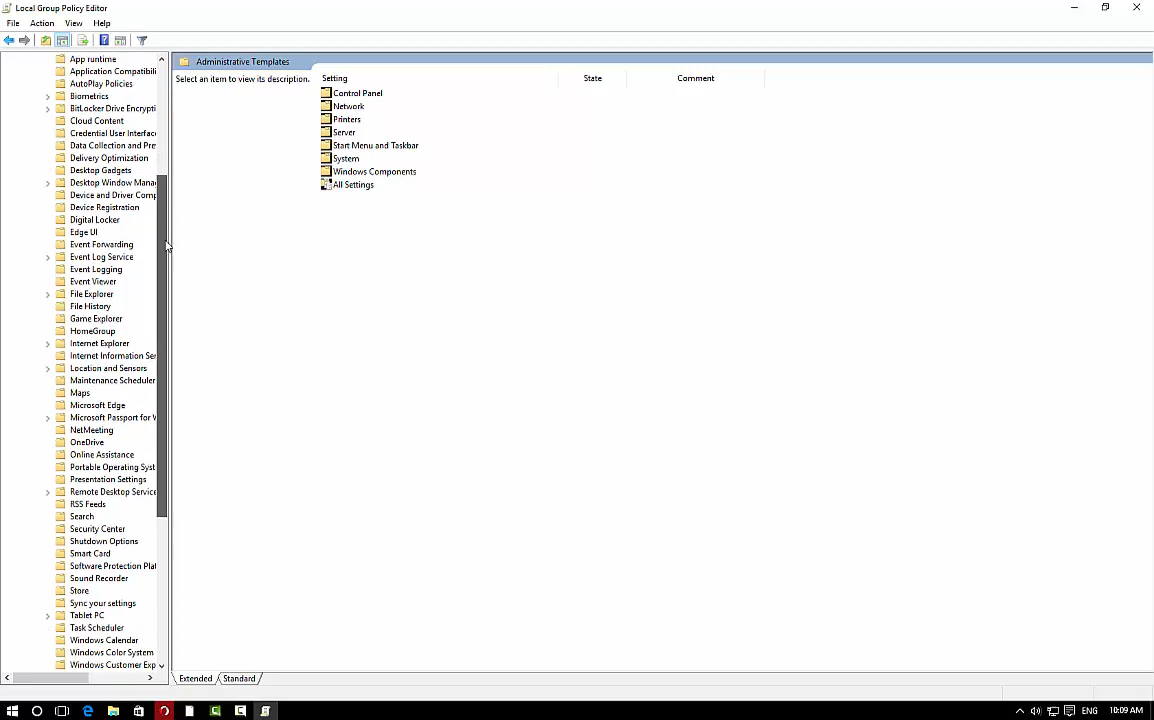 Local Group Policy Editor
File Action View Help
App runtime
Application Compatibili
AutoPlay Policies
Biometrics
BitLocker Drive Encrypti
Cloud Content
Credential User Interface
Data Collection and Pre
Delivery Optimization
Desktop Gadgets
Desktop Window Mana
Device and Driver Comp
Device Registration
Digital Locker
Edge UI
Event Forwarding
Event Log Service
Event Logging
Event Viewer
File Explorer
File History
Game Explorer
HomeGroup
Internet Explorer
Internet Information Ser
Location and Sensors
Maintenance Scheduler
Maps
Microsoft Edge
Microsoft Passport for W
NetMeeting
OneDrive
Online Assistance
Portable Operating Syst
Presentation Settings
Remote Desktop Service
RSS Feeds
Search
Security Center
Shutdown Options
Smart Card
Software Protection Plat
Sound Recorder
Store
Sync your settings
Tablet PC
Task Scheduler
Windows Calendar
Windows Color System
Windows Customer Exp
Administrative Templates
Select an item to view its description.
Setting State Comment
Control Panel
Network
Printers
Server
Start Menu and Taskbar
System
Windows Components
All Settings
Extended Standard
ENG 10:09 AM